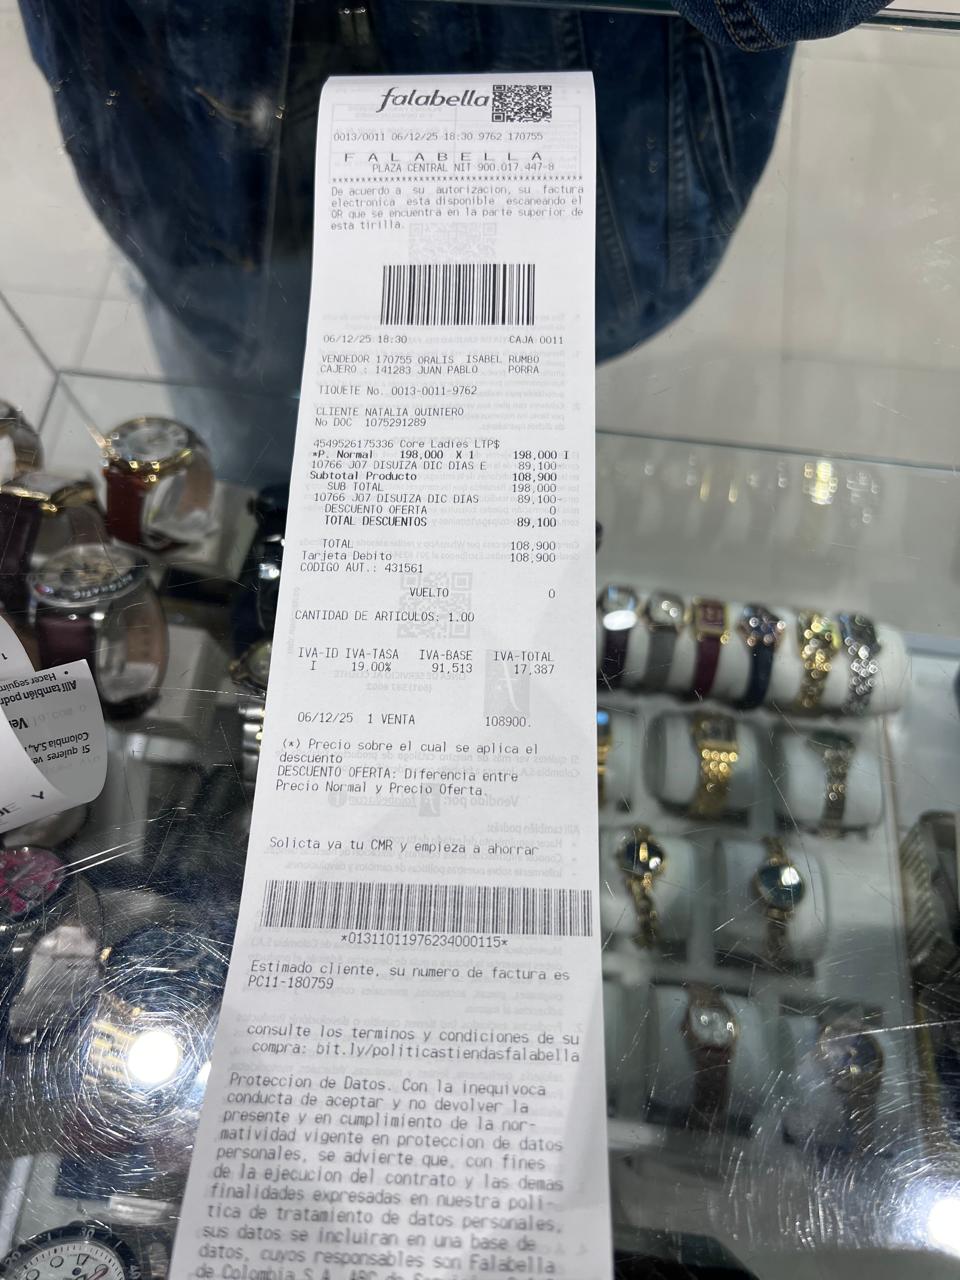 falabella
0013/0011 06/12/25 18:30 9762 170755
F A L A B E L L A
PLAZA CENTRAL NIT 900.017.447-8
De acuerdo a su autorizacion, su factura
electronica esta disponible escaneando el
QR que se encuentra en la parte superior de
esta tirilla.
06/12/25 18:30 CAJA 0011
VENDEDOR 170755 ORALIS ISABEL RUMBO
CAJERO : 141283 JUAN PABLO PORRA
TIQUETE No. 0013-0011-9762
CLIENTE NATALIA QUINTERO
No DOC 1075291289
4549526175336 Core Ladies LTP$
*P. Normal 198,000 X 1 198,000 I
10766 J07 DISUIZA DIC DIAS E 89,100-
Subtotal Producto 108,900
SUB TOTAL 198,000
10766 J07 DISUIZA DIC DIAS 89,100-
DESCUENTO OFERTA 0
TOTAL DESCUENTOS 89,100
TOTAL 108,900
Tarjeta Debito 108,900
CODIGO AUT.: 431561
VUELTO 0
CANTIDAD DE ARTICULOS: 1.00
IVA-ID IVA-TASA IVA-BASE IVA-TOTAL
I 19,00% 91,513 17,387
06/12/25 1 VENTA 108900.
(*) Precio sobre el cual se aplica el
descuento
DESCUENTO OFERTA: Diferencia entre
Precio Normal y Precio Oferta.
Solicita ya tu CMR y empieza a ahorrar
*01311011976234000115*
Estimado cliente, su numero de factura es
PC11-180759
consulte los terminos y condiciones de su
compra: bit.ly/politicastiendasfalabella
Proteccion de Datos. Con la inequivoca
conducta de aceptar y no devolver la
presente y en cumplimiento de la nor-
matividad vigente en proteccion de datos
personales, se advierte que, con fines
de la ejecucion del contrato y las demas
finalidades expresadas en nuestra poli-
tica de tratamiento de datos personales,
sus datos se incluiran en una base de
datos, cuyos responsables son Falabella
de Colombia S.A.